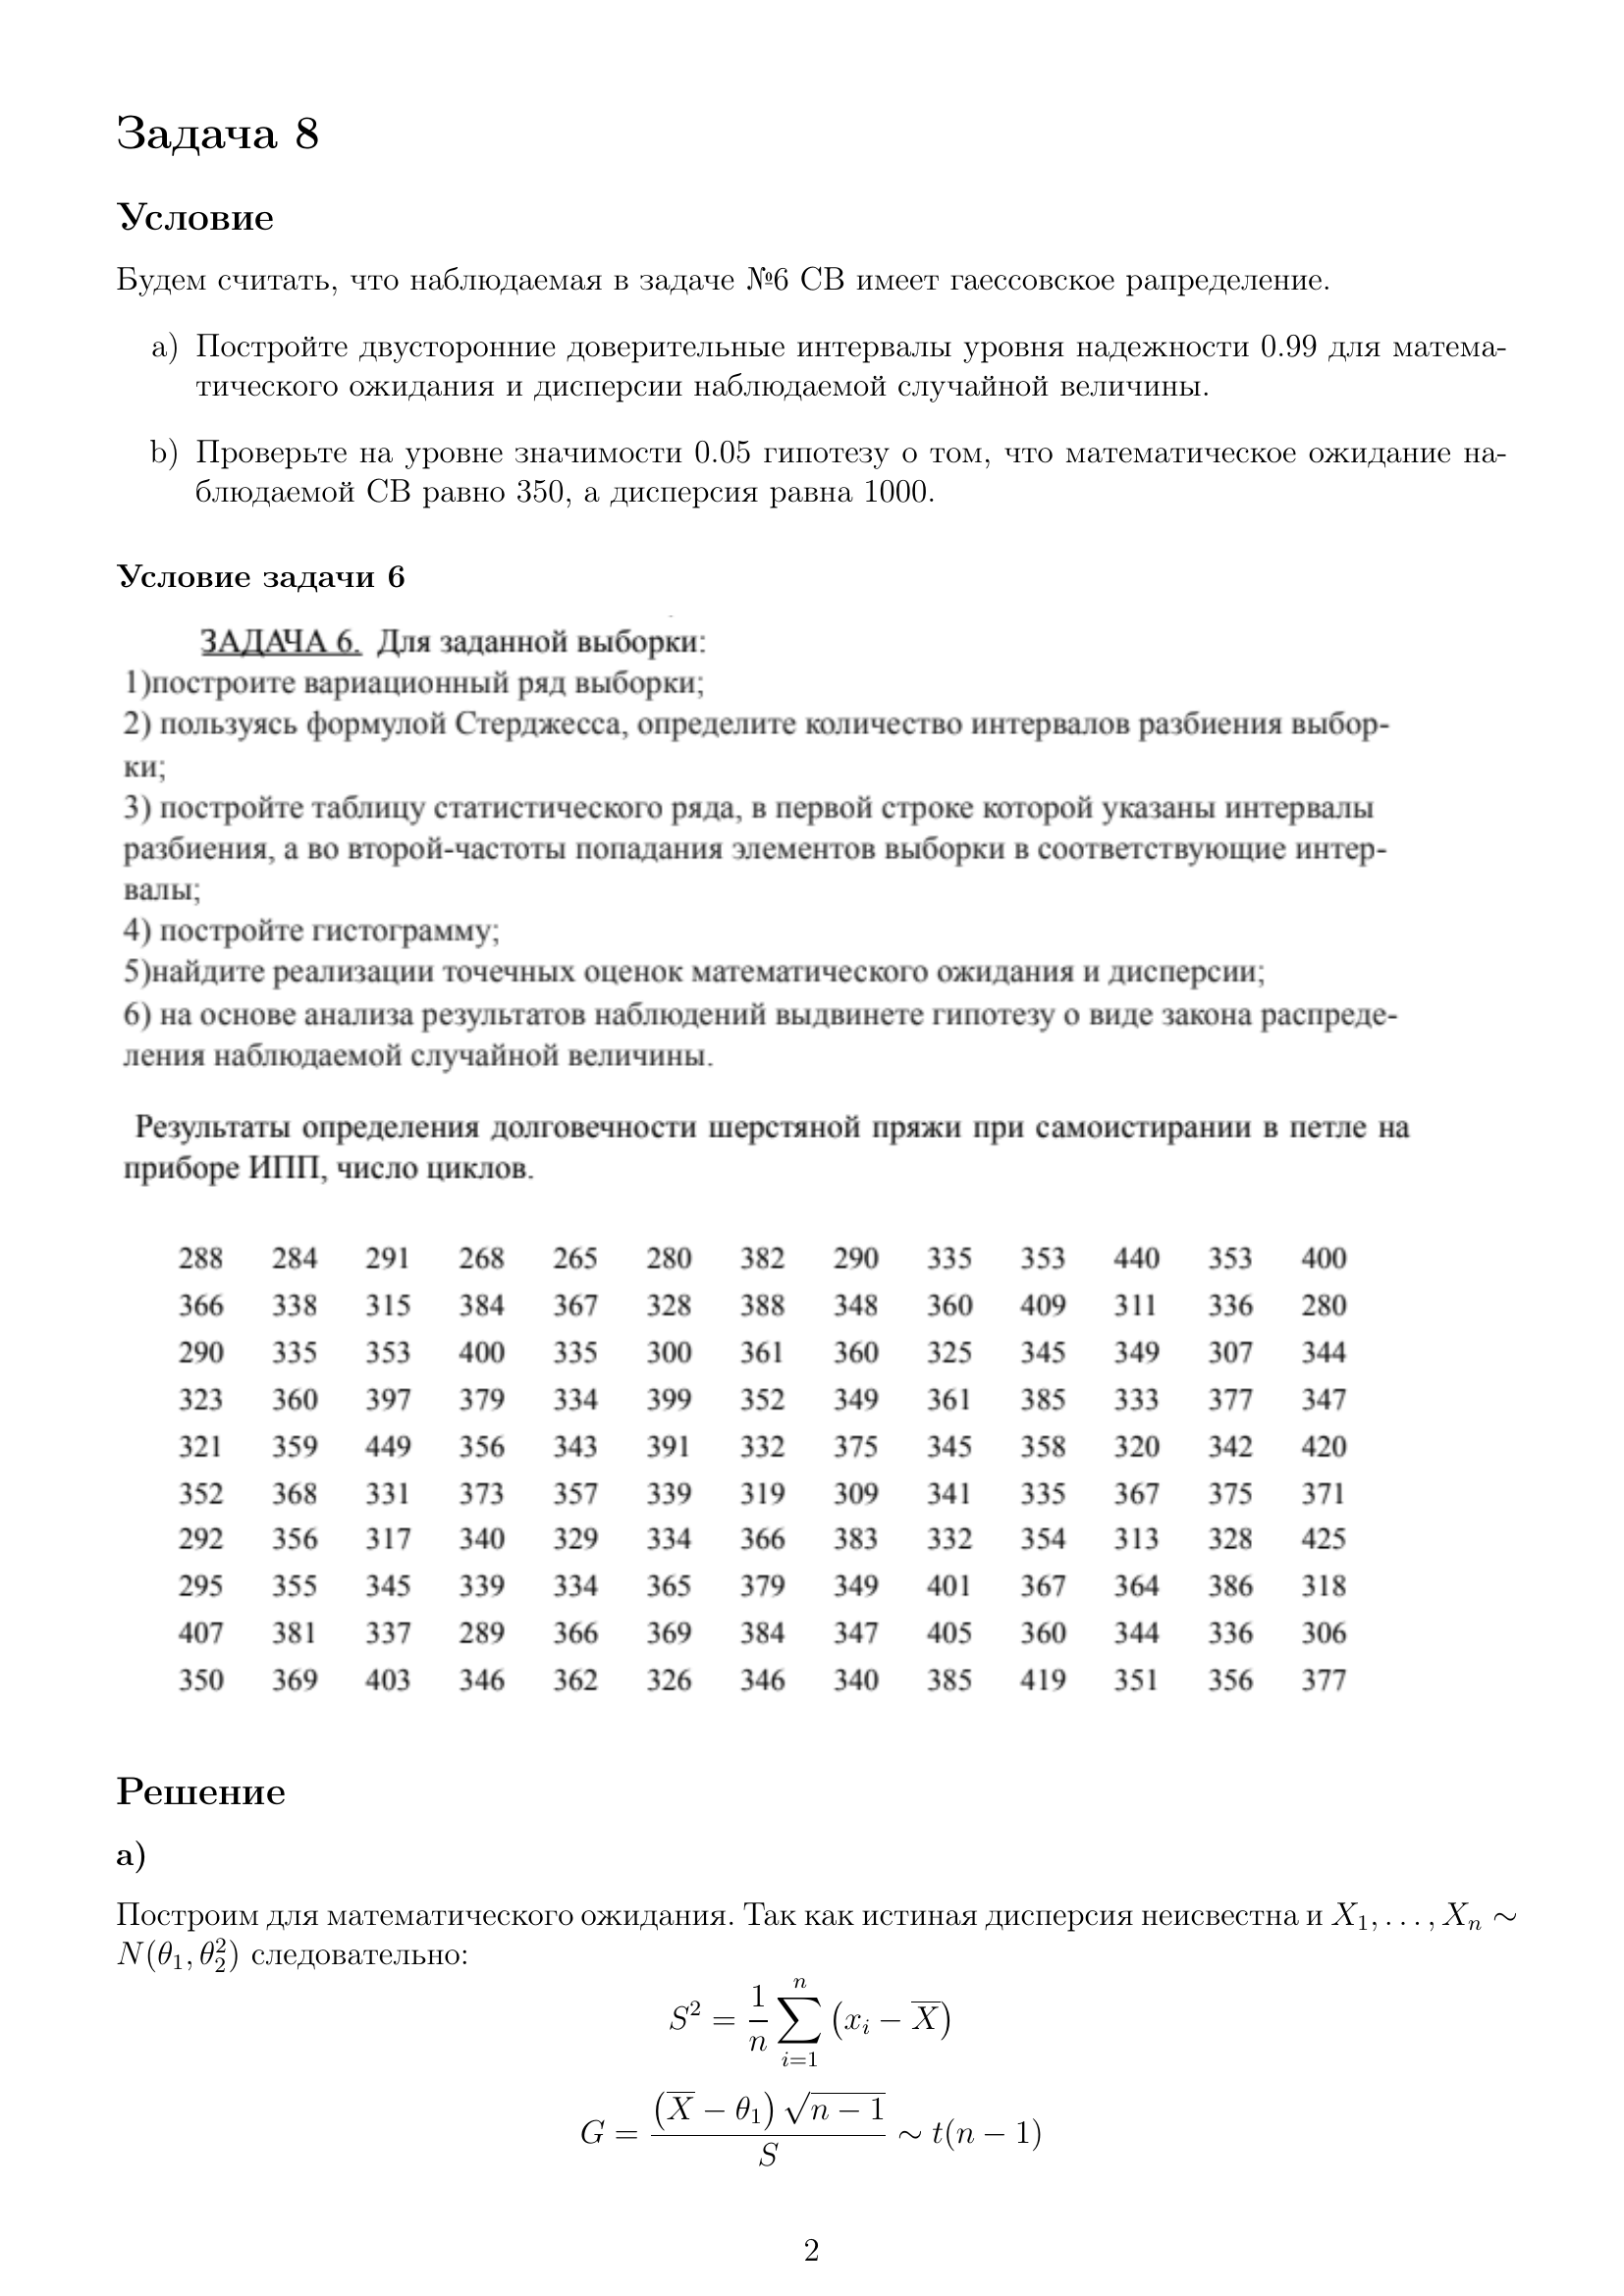 Задача 8
Условие
Будем считать, что наблюдаемая в задаче №6 СВ имеет гаессовское рапределение.
a) Постройте двусторонние доверительные интервалы уровня надежности 0.99 для матема-
тического ожидания и дисперсии наблюдаемой случайной величины.
b) Проверьте на уровне значимости 0.05 гипотезу о том, что математическое ожидание на-
блюдаемой СВ равно 350, а дисперсия равна 1000.
Условие задачи 6
ЗАДАЧА 6. Для заданной выборки:
1)построите вариационный ряд выборки;
2) пользуясь формулой Стерджесса, определите количество интервалов разбиения выбор-
ки;
3) постройте таблицу статистического ряда, в первой строке которой указаны интервалы
разбиения, а во второй-частоты попадания элементов выборки в соответствующие интер-
валы;
4) постройте гистограмму;
5)найдите реализации точечных оценок математического ожидания и дисперсии;
6) на основе анализа результатов наблюдений выдвинете гипотезу о виде закона распреде-
ления наблюдаемой случайной величины.
Результаты определения долговечности шерстяной пряжи при самоистирании в петле на
приборе ИПП, число циклов.
288 284 291 268 265 280 382 290 335 353 440 353 400
366 338 315 384 367 328 388 348 360 409 311 336 280
290 335 353 400 335 300 361 360 325 345 349 307 344
323 360 397 379 334 399 352 349 361 385 333 377 347
321 359 449 356 343 391 332 375 345 358 320 342 420
352 368 331 373 357 339 319 309 341 335 367 375 371
292 356 317 340 329 334 366 383 332 354 313 328 425
295 355 345 339 334 365 379 349 401 367 364 386 318
407 381 337 289 366 369 384 347 405 360 344 336 306
350 369 403 346 362 326 346 340 385 419 351 356 377
Решение
a)
Построим для математического ожидания. Так как истиная дисперсия неисвестна и $X_1, \ldots, X_n \sim$
$N(\theta_1, \theta_2^2)$ следовательно:
$S^2 = \frac{1}{n} \sum_{i=1}^{n} (x_i - \overline{X})$
$G = \frac{(\overline{X} - \theta_1) \sqrt{n-1}}{S} \sim t(n-1)$
2